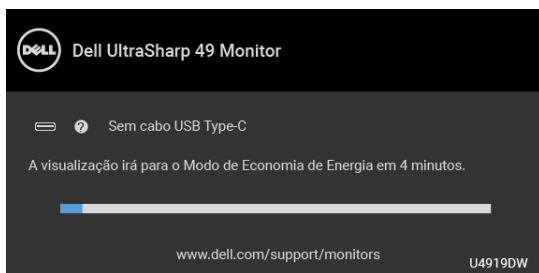 DELL Dell UltraSharp 49 Monitor
? Sem cabo USB Type-C
A visualização irá para o Modo de Economia de Energia em 4 minutos.
www.dell.com/support/monitors
U4919DW